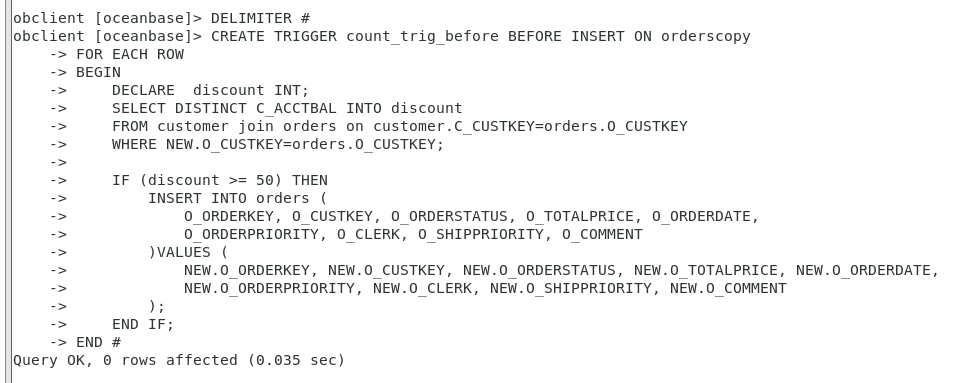 obclient [oceanbase]> DELIMITER #
obclient [oceanbase]> CREATE TRIGGER count_trig_before BEFORE INSERT ON orderscopy
    -> FOR EACH ROW
    -> BEGIN
    ->     DECLARE  discount INT;
    ->     SELECT DISTINCT C_ACCTBAL INTO discount
    ->     FROM customer join orders on customer.C_CUSTKEY=orders.O_CUSTKEY
    ->     WHERE NEW.O_CUSTKEY=orders.O_CUSTKEY;
    ->
    ->     IF (discount >= 50) THEN
    ->         INSERT INTO orders (
    ->             O_ORDERKEY, O_CUSTKEY, O_ORDERSTATUS, O_TOTALPRICE, O_ORDERDATE,
    ->             O_ORDERPRIORITY, O_CLERK, O_SHIPPRIORITY, O_COMMENT
    ->         )VALUES (
    ->             NEW.O_ORDERKEY, NEW.O_CUSTKEY, NEW.O_ORDERSTATUS, NEW.O_TOTALPRICE, NEW.O_ORDERDATE,
    ->             NEW.O_ORDERPRIORITY, NEW.O_CLERK, NEW.O_SHIPPRIORITY, NEW.O_COMMENT
    ->         );
    ->     END IF;
    -> END #
Query OK, 0 rows affected (0.035 sec)